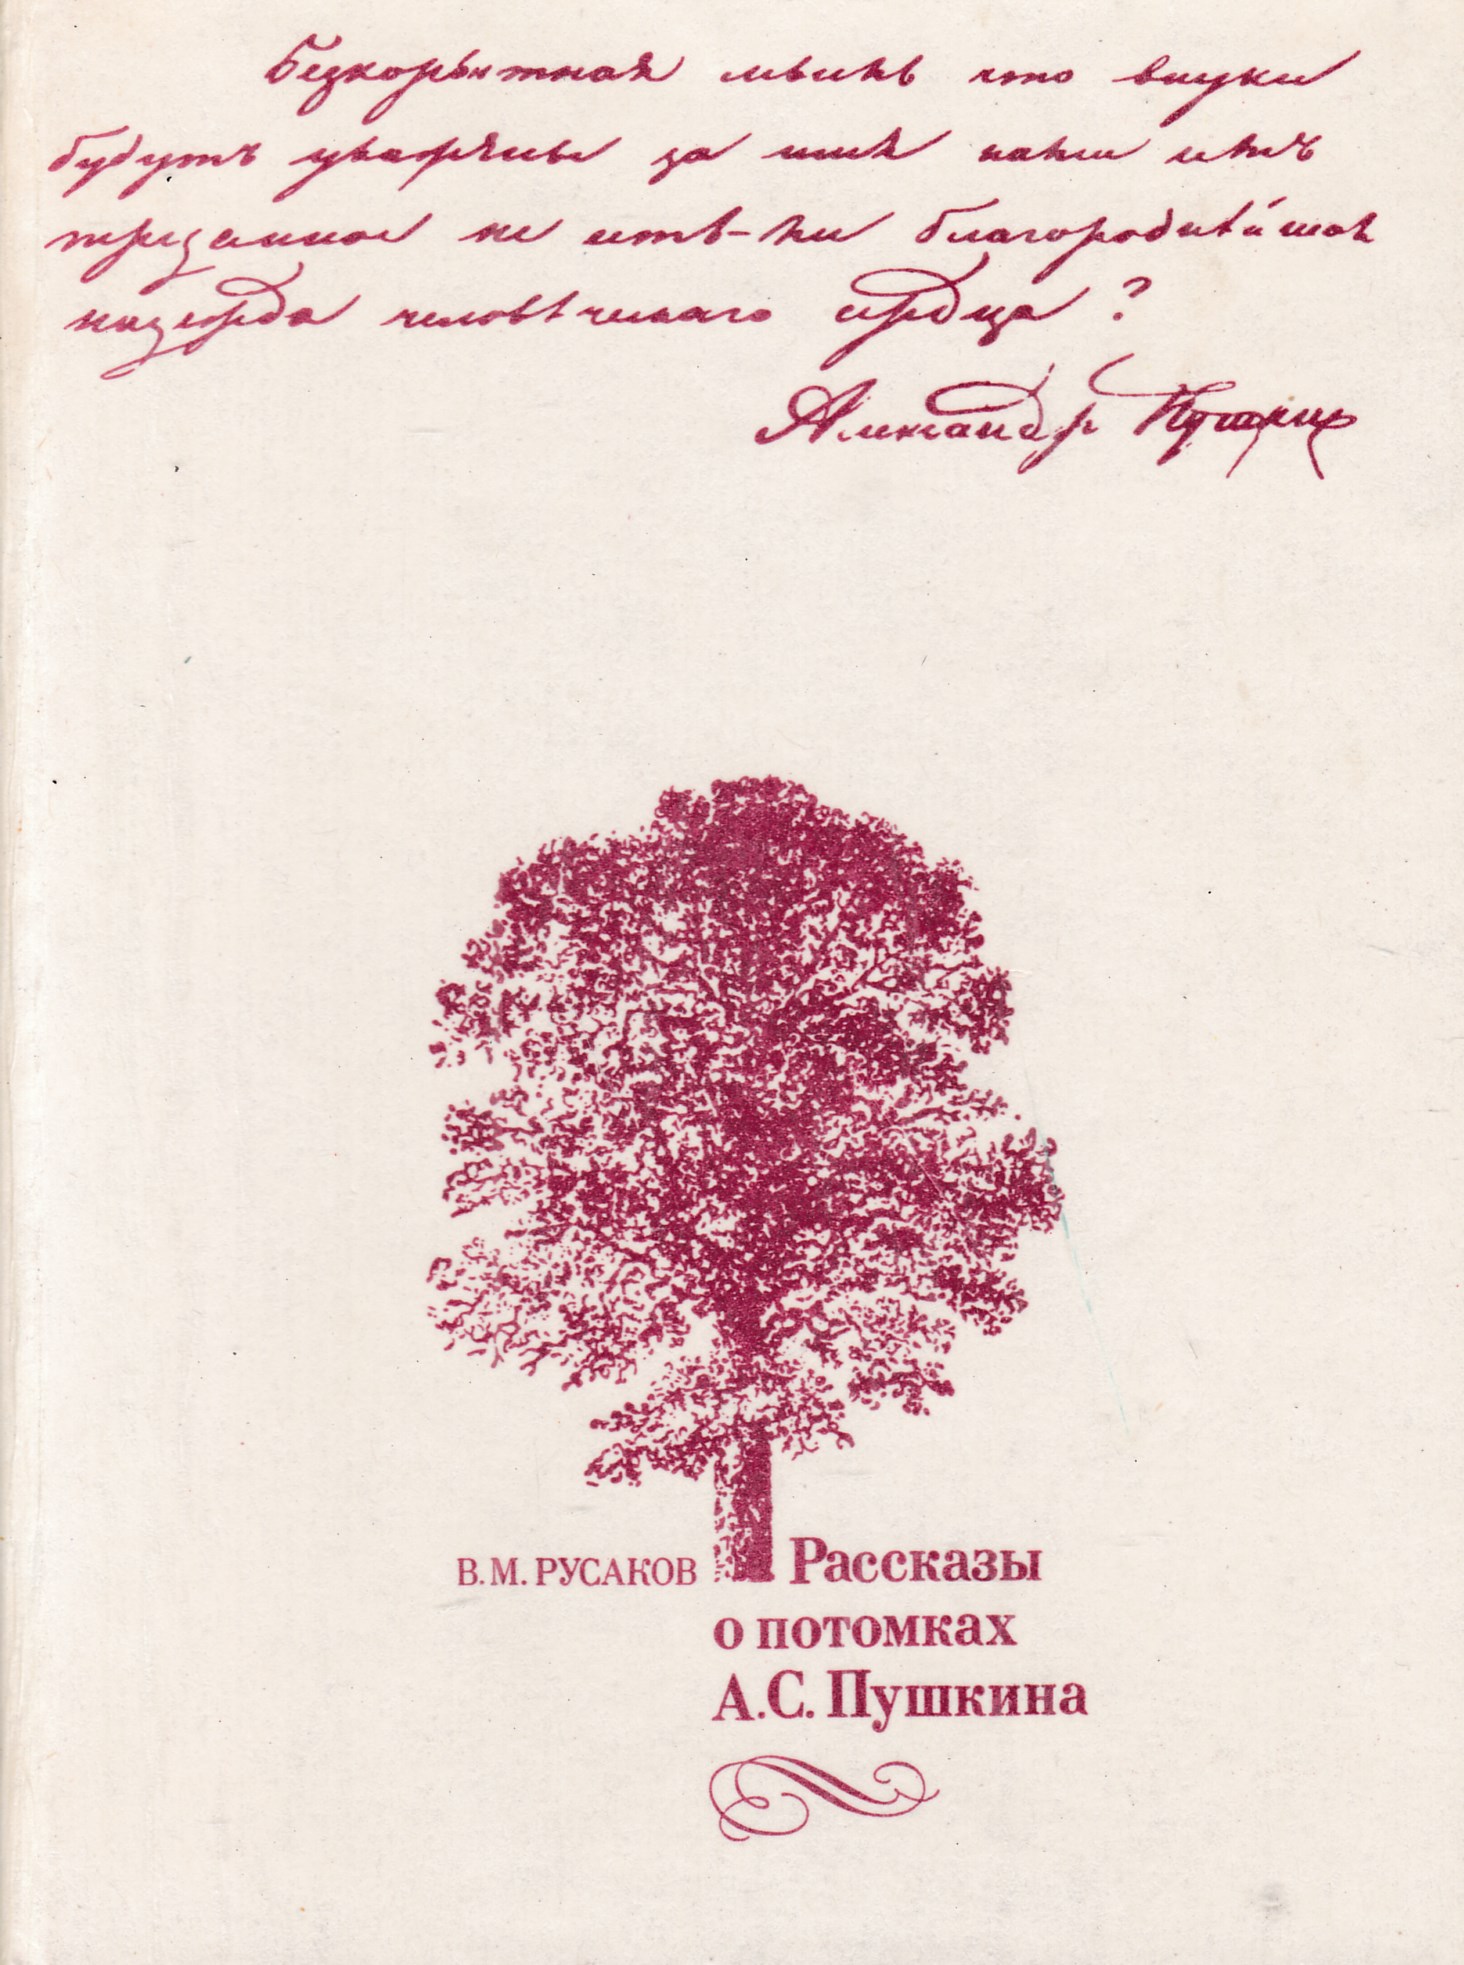 Безкорыстная мысль что внуки
будутъ уважены за имя нами имъ
переданное не есть-ли благороднѣйшая
надежда человѣческаго сердца?
Александръ Пушкинъ
В.М. РУСАКОВ Рассказы
о потомках
А.С. Пушкина